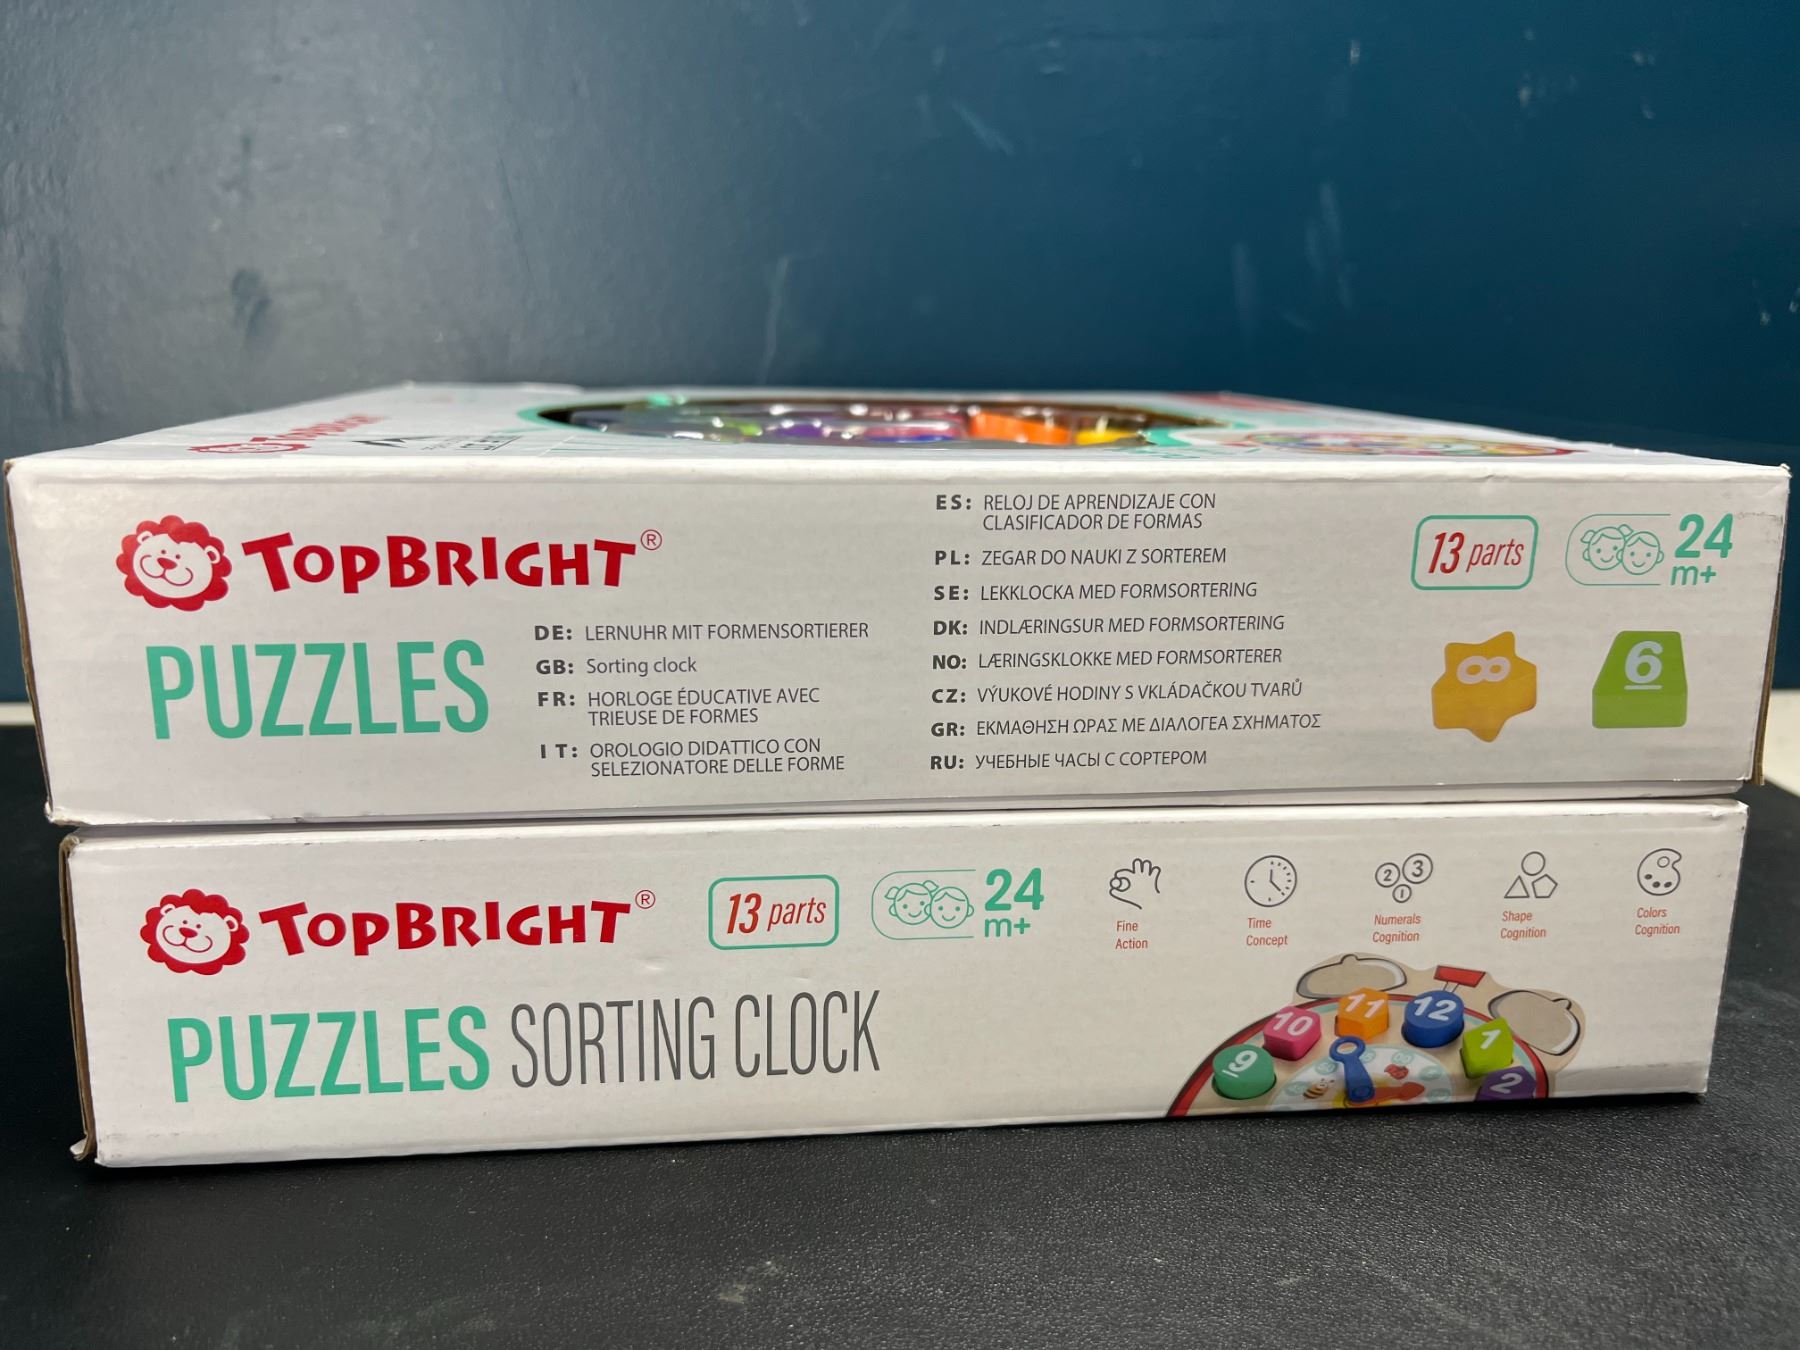 TOPBRIGHT®
PUZZLES
DE: LERNUHR MIT FORMENSORTIERER
GB: Sorting clock
FR: HORLOGE ÉDUCATIVE AVEC
TRIEUSE DE FORMES
IT: OROLOGIO DIDATTICO CON
SELEZIONATORE DELLE FORME
ES: RELOJ DE APRENDIZAJE CON
CLASIFICADOR DE FORMAS
PL: ZEGAR DO NAUKI Z SORTEREM
SE: LEKKLOCKA MED FORMSORTERING
DK: INDLÆRINGSUR MED FORMSORTERING
NO: LÆRINGSKLOKKE MED FORMSORTERER
CZ: VÝUKOVÉ HODINY S VKLÁDAČKOU TVARŮ
GR: ΕΚΜΑΘΗΣΗ ΩΡΑΣ ΜΕ ΔΙΑΛΟΓΕΑ ΣΧΗΜΑΤΟΣ
RU: УЧЕБНЫЕ ЧАСЫ С СОРТЕРОМ
13 parts
24
m+
8
6
TOPBRIGHT®
13 parts
24
m+
2 3
1
Fine
Action
Time
Concept
Numerals
Cognition
Shape
Cognition
Colors
Cognition
PUZZLES SORTING CLOCK
9 10 11 12 1 2